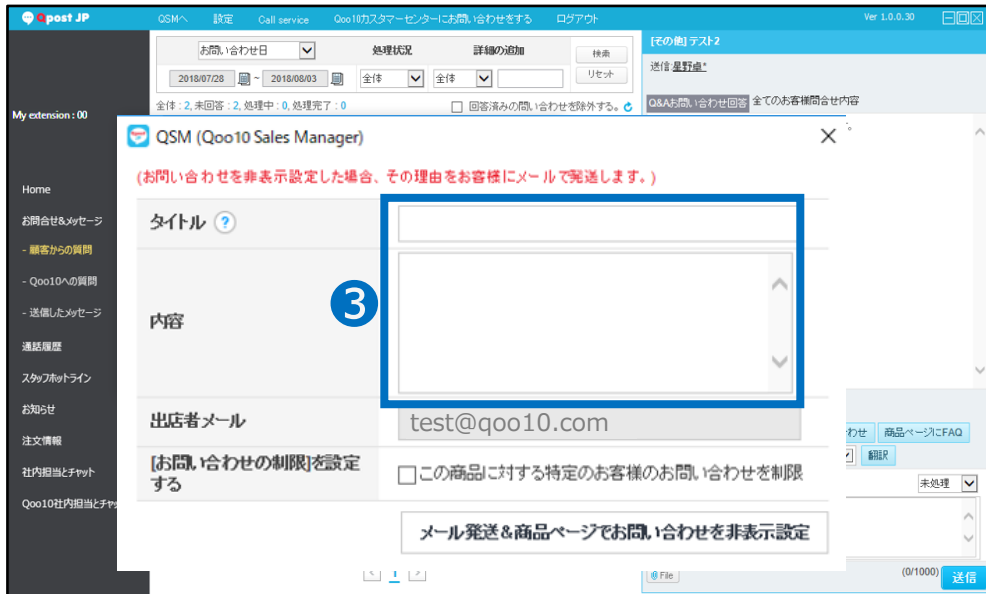 Qpost JP QSMへ 設定 Call service Qoo10カスタマーセンターにお問い合わせをする ログアウト Ver 1.0.0.30
お問い合わせ日 処理状況 詳細の追加 検索
2018/07/28 ~ 2018/08/03 全体 全体 リセット
全体 : 2, 未回答 : 2, 処理中 : 0, 処理完了 : 0 回答済みの問い合わせを除外する。
[その他] テスト2
送信:星野卓*
Q&Aお問い合わせ回答 全てのお客様問合せ内容
My extension : 00
Home
お問合せ&メッセージ
- 顧客からの質問
- Qoo10への質問
- 送信したメッセージ
通話履歴
スタッフホットライン
お知らせ
注文情報
社内担当とチャット
Qoo10社内担当とチャッ
QSM (Qoo10 Sales Manager)
(お問い合わせを非表示設定した場合、その理由をお客様にメールで発送します。)
タイトル ?
内容
3
出店者メール test@qoo10.com
[お問い合わせの制限]を設定
する
この商品に対する特定のお客様のお問い合わせを制限
メール発送&商品ページでお問い合わせを非表示設定
わせ 商品ページにFAQ
翻訳
未処理
< 1 >
File (0/1000) 送信